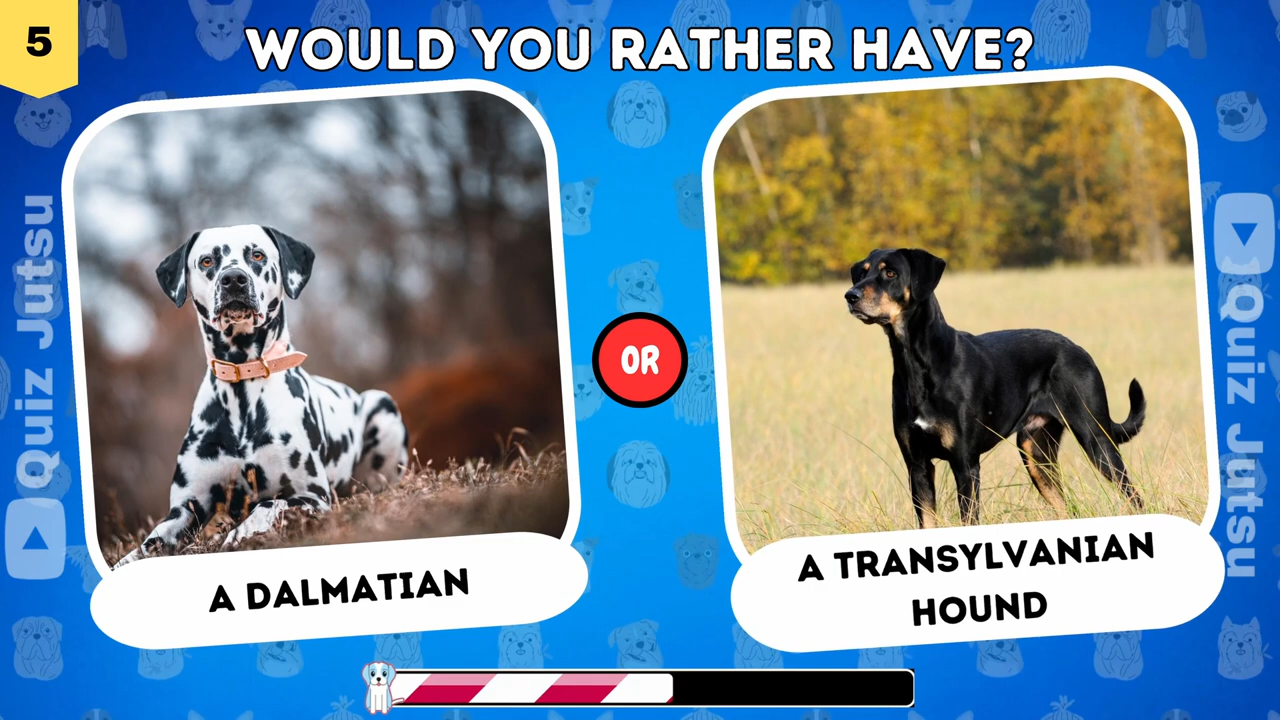 5
WOULD YOU RATHER HAVE?
Quiz Jutsu
OR
Quiz Jutsu
A DALMATIAN
A TRANSYLVANIAN
HOUND